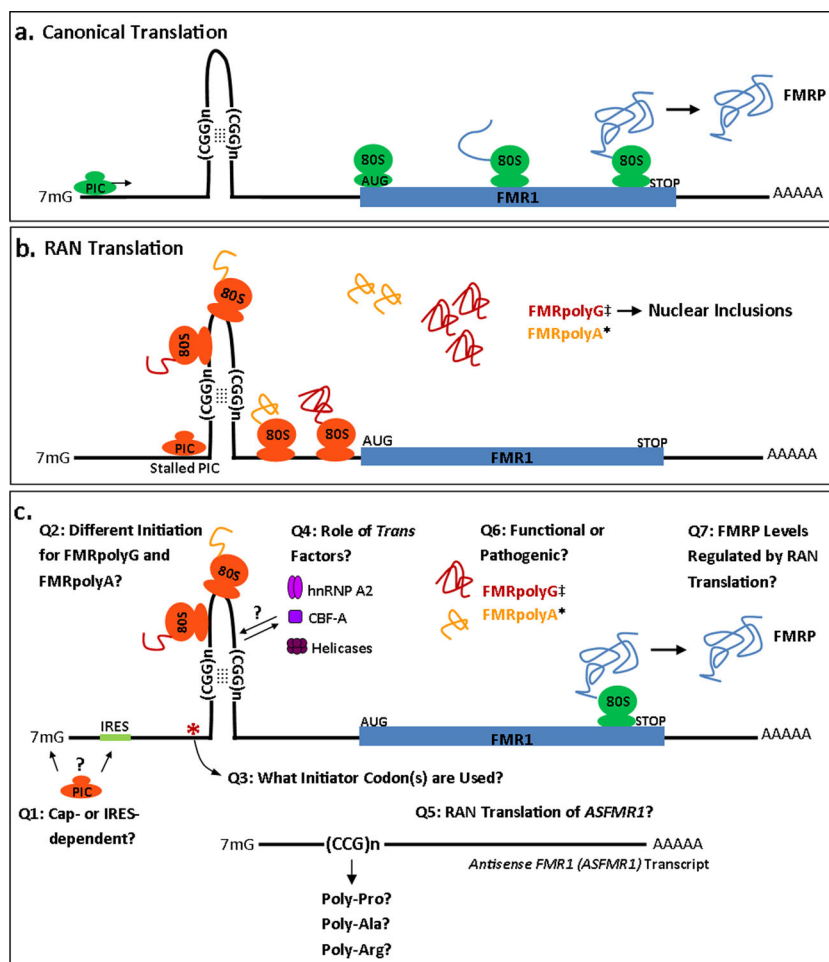 a. Canonical Translation
FMRP
(CGG)n
(CGG)n
80S
80S
80S
PIC
AUG
STOP
7mG
FMR1
AAAAA
b. RAN Translation
80S
FMRpolyG‡ → Nuclear Inclusions
FMRpolyA*
80S
(CGG)n
(CGG)n
80S
80S
PIC
AUG
STOP
7mG
Stalled PIC
FMR1
AAAAA
c.
Q2: Different Initiation
for FMRpolyG and
FMRpolyA?
Q4: Role of Trans
Factors?
Q6: Functional or
Pathogenic?
Q7: FMRP Levels
Regulated by RAN
Translation?
80S
hnRNP A2
?
CBF-A
Helicases
FMRpolyG‡
FMRpolyA*
80S
(CGG)n
(CGG)n
FMRP
80S
IRES
*
AUG
STOP
7mG
FMR1
AAAAA
?
PIC
Q3: What Initiator Codon(s) are Used?
Q1: Cap- or IRES-
dependent?
Q5: RAN Translation of ASFMR1?
7mG
(CCG)n
AAAAA
Antisense FMR1 (ASFMR1) Transcript
Poly-Pro?
Poly-Ala?
Poly-Arg?